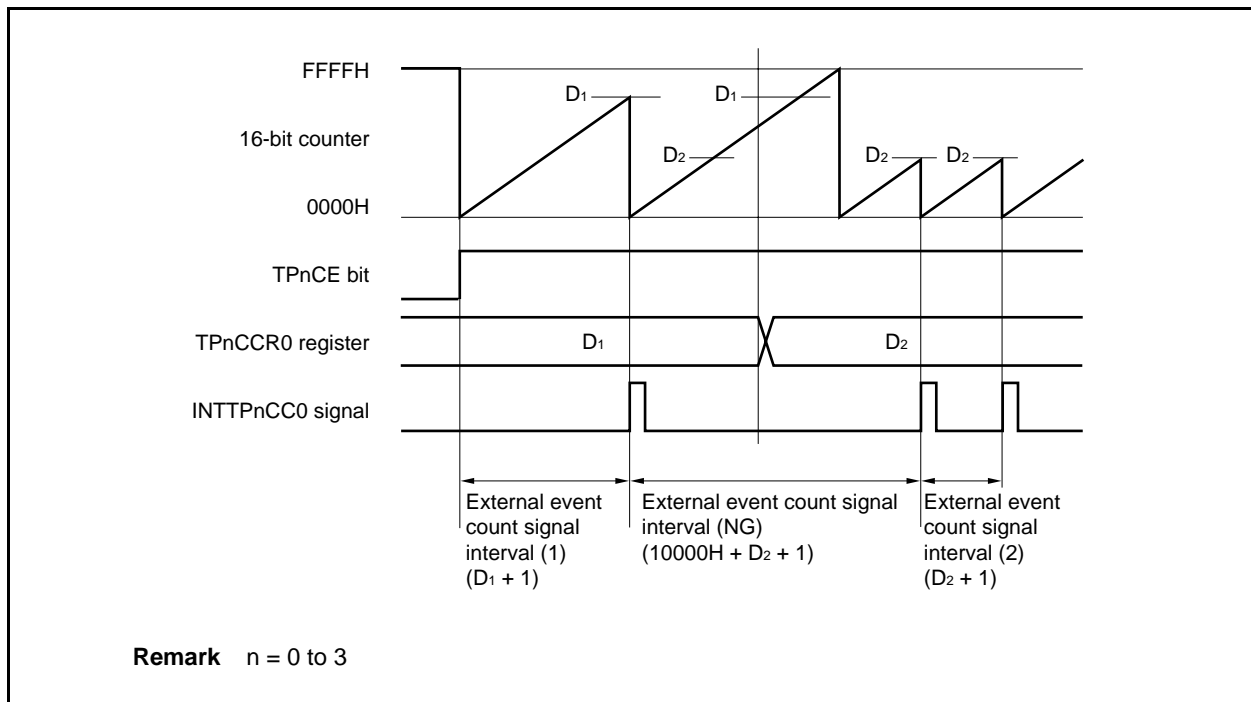 FFFFH
D1
D1
16-bit counter
D2
D2
D2
0000H
TPnCE bit
TPnCCR0 register
D1
D2
INTTPnCC0 signal
External event
count signal
interval (1)
(D1 + 1)
External event count signal
interval (NG)
(10000H + D2 + 1)
External event
count signal
interval (2)
(D2 + 1)
Remark n = 0 to 3